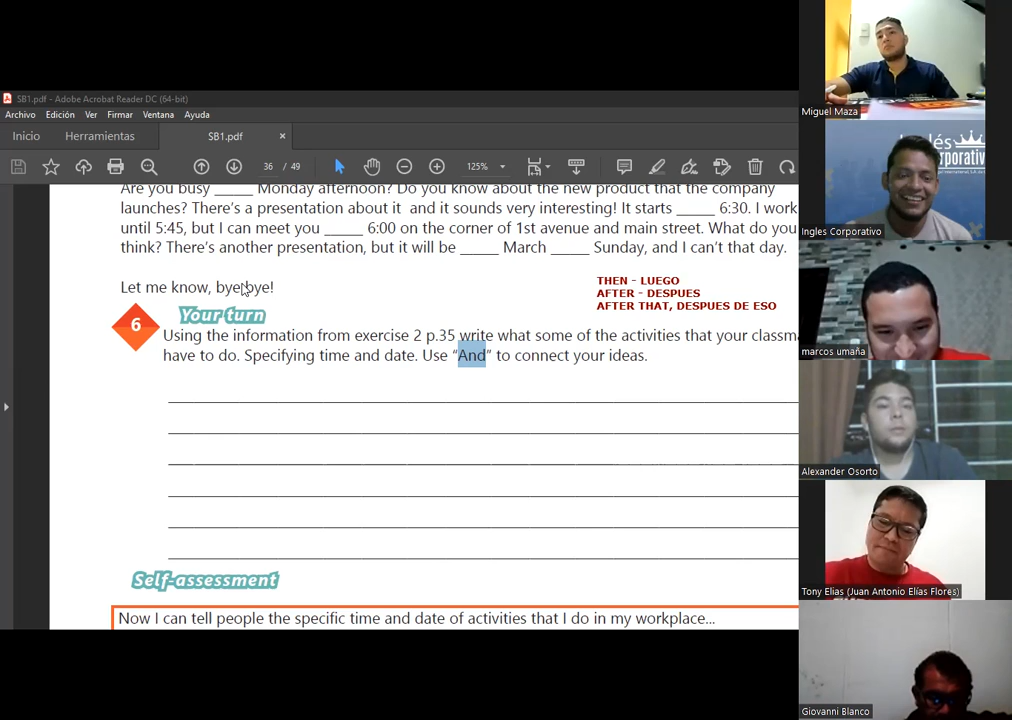 SB1.pdf - Adobe Acrobat Reader DC (64-bit)
Archivo Edición Ver Firmar Ventana Ayuda
Inicio Herramientas SB1.pdf ×
36 / 49 125%
Are you busy _____ Monday afternoon? Do you know about the new product that the company
launches? There's a presentation about it and it sounds very interesting! It starts _____ 6:30. I work
until 5:45, but I can meet you _____ 6:00 on the corner of 1st avenue and main street. What do you
think? There's another presentation, but it will be _____ March _____ Sunday, and I can't that day.
Let me know, bye bye!
THEN - LUEGO
AFTER - DESPUES
AFTER THAT, DESPUES DE ESO
6
Your turn
Using the information from exercise 2 p.35 write what some of the activities that your classma
have to do. Specifying time and date. Use "And" to connect your ideas.
Self-assessment
Now I can tell people the specific time and date of activities that I do in my workplace...
Miguel Maza
Inglés
orporativ
Ingles Corporativo
marcos umaña
Alexander Osorto
Tony Elias (Juan Antonio Elías Flores)
Giovanni Blanco